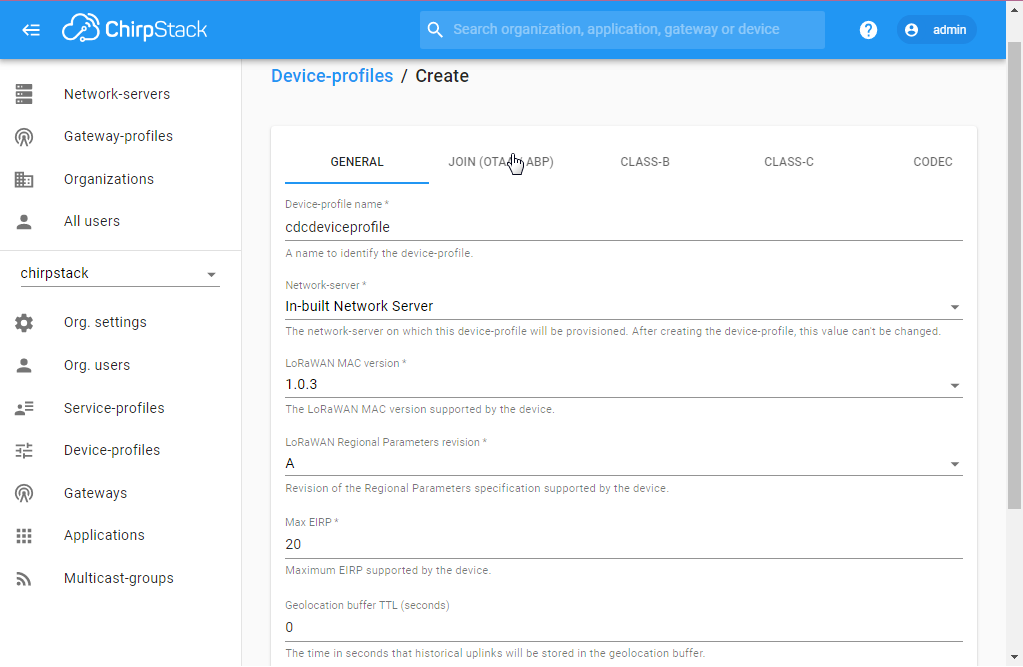 ChirpStack
Search organization, application, gateway or device
?
admin
Network-servers
Gateway-profiles
Organizations
All users
chirpstack
Org. settings
Org. users
Service-profiles
Device-profiles
Gateways
Applications
Multicast-groups
Device-profiles / Create
GENERAL JOIN (OTAA ABP) CLASS-B CLASS-C CODEC
Device-profile name *
cdcdeviceprofile
A name to identify the device-profile.
Network-server *
In-built Network Server
The network-server on which this device-profile will be provisioned. After creating the device-profile, this value can't be changed.
LoRaWAN MAC version *
1.0.3
The LoRaWAN MAC version supported by the device.
LoRaWAN Regional Parameters revision *
A
Revision of the Regional Parameters specification supported by the device.
Max EIRP *
20
Maximum EIRP supported by the device.
Geolocation buffer TTL (seconds)
0
The time in seconds that historical uplinks will be stored in the geolocation buffer.